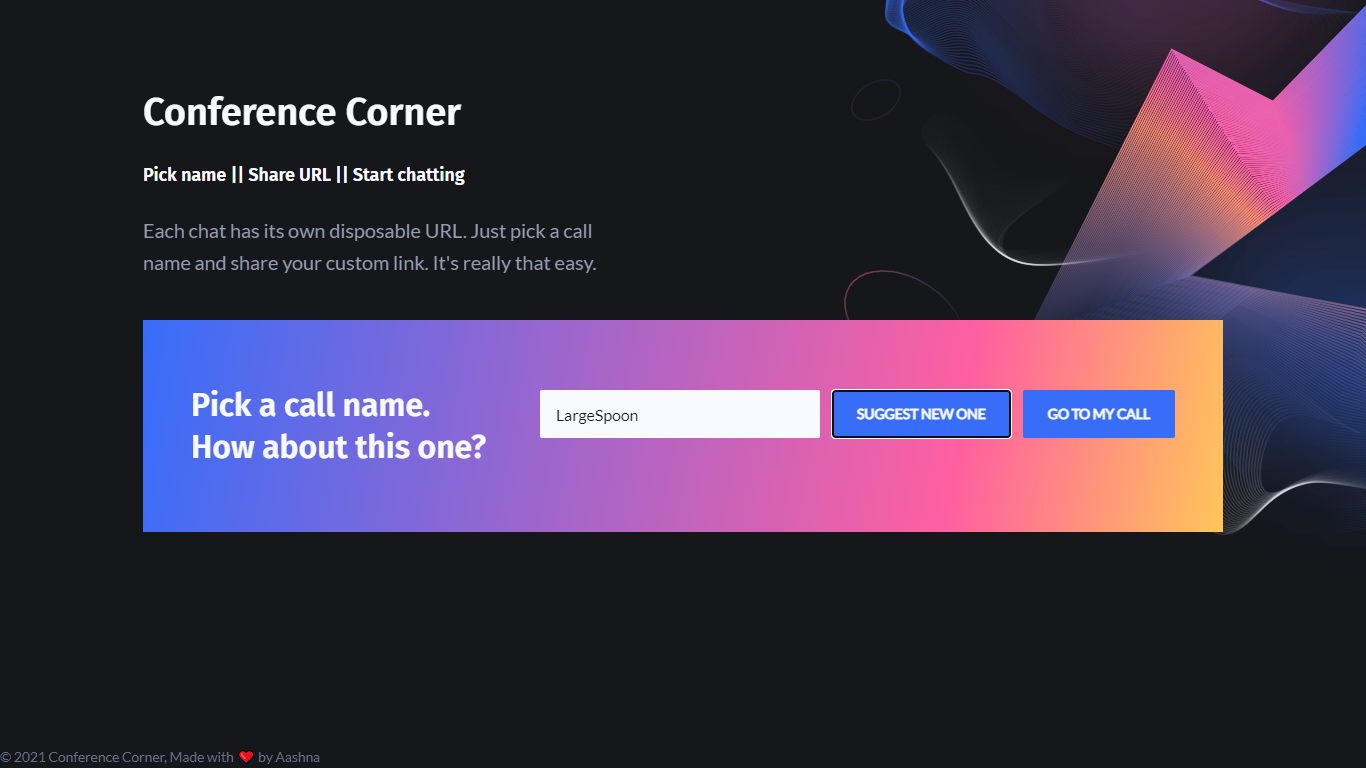 Conference Corner
Pick name || Share URL || Start chatting
Each chat has its own disposable URL. Just pick a call
name and share your custom link. It's really that easy.
Pick a call name.
How about this one?
LargeSpoon
SUGGEST NEW ONE
GO TO MY CALL
© 2021 Conference Corner, Made with ❤️ by Aashna